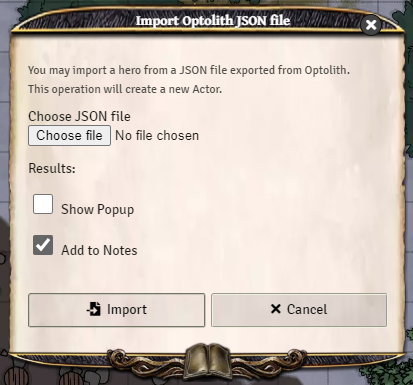 Import Optolith JSON file
You may import a hero from a JSON file exported from Optolith.
This operation will create a new Actor.
Choose JSON file
Choose file No file chosen
Results:
Show Popup
Add to Notes
Import Cancel